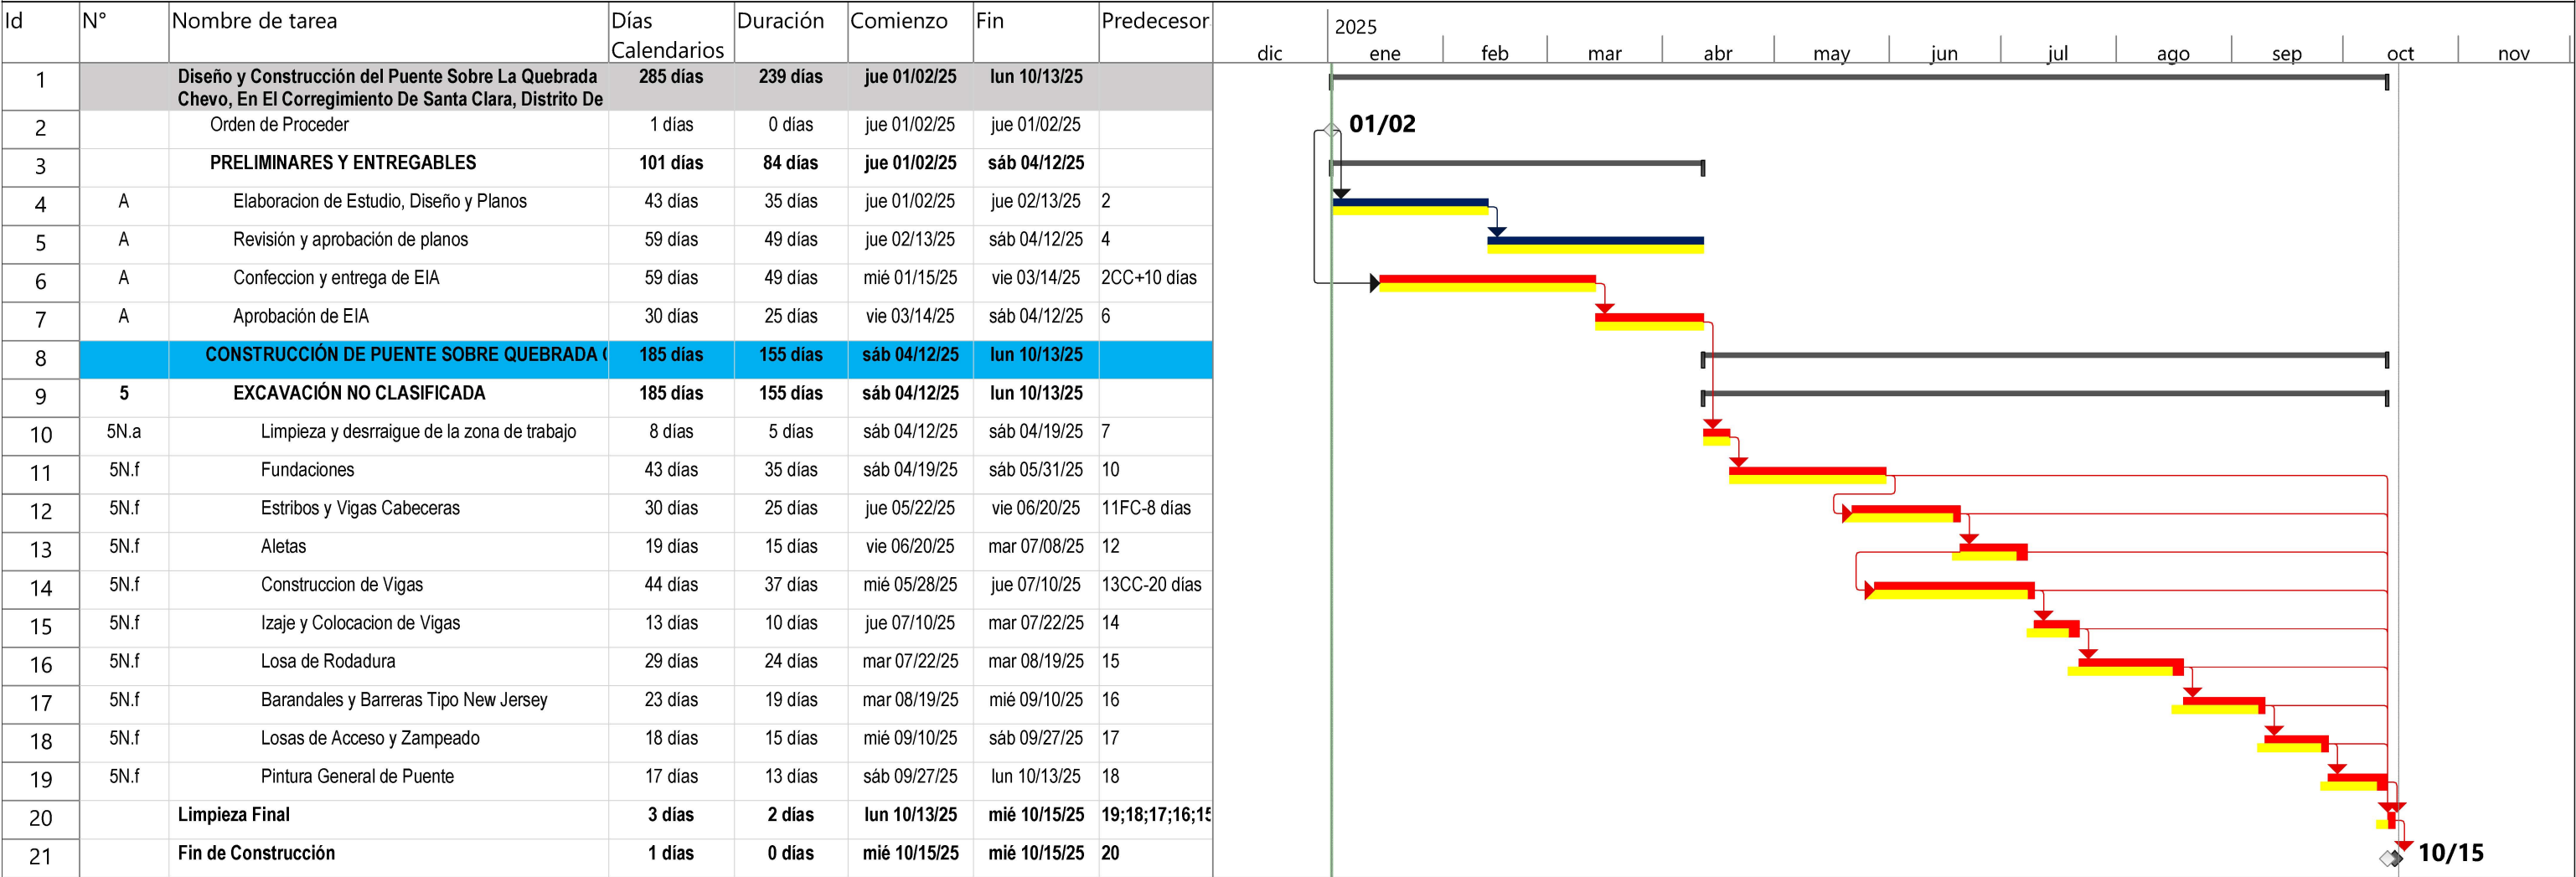 Id N° Nombre de tarea Días Calendarios Duración Comienzo Fin Predecesor
2025
dic ene feb mar abr may jun jul ago sep oct nov
1 Diseño y Construcción del Puente Sobre La Quebrada 285 días 239 días jue 01/02/25 lun 10/13/25
Chevo, En El Corregimiento De Santa Clara, Distrito De
2 Orden de Proceder 1 días 0 días jue 01/02/25 jue 01/02/25 01/02
3 PRELIMINARES Y ENTREGABLES 101 días 84 días jue 01/02/25 sáb 04/12/25
4 A Elaboracion de Estudio, Diseño y Planos 43 días 35 días jue 01/02/25 jue 02/13/25 2
5 A Revisión y aprobación de planos 59 días 49 días jue 02/13/25 sáb 04/12/25 4
6 A Confeccion y entrega de EIA 59 días 49 días mié 01/15/25 vie 03/14/25 2CC+10 días
7 A Aprobación de EIA 30 días 25 días vie 03/14/25 sáb 04/12/25 6
8 CONSTRUCCIÓN DE PUENTE SOBRE QUEBRADA 185 días 155 días sáb 04/12/25 lun 10/13/25
9 5 EXCAVACIÓN NO CLASIFICADA 185 días 155 días sáb 04/12/25 lun 10/13/25
10 5N.a Limpieza y desrraigue de la zona de trabajo 8 días 5 días sáb 04/12/25 sáb 04/19/25 7
11 5N.f Fundaciones 43 días 35 días sáb 04/19/25 sáb 05/31/25 10
12 5N.f Estribos y Vigas Cabeceras 30 días 25 días jue 05/22/25 vie 06/20/25 11FC-8 días
13 5N.f Aletas 19 días 15 días vie 06/20/25 mar 07/08/25 12
14 5N.f Construccion de Vigas 44 días 37 días mié 05/28/25 jue 07/10/25 13CC-20 días
15 5N.f Izaje y Colocacion de Vigas 13 días 10 días jue 07/10/25 mar 07/22/25 14
16 5N.f Losa de Rodadura 29 días 24 días mar 07/22/25 mar 08/19/25 15
17 5N.f Barandales y Barreras Tipo New Jersey 23 días 19 días mar 08/19/25 mié 09/10/25 16
18 5N.f Losas de Acceso y Zampeado 18 días 15 días mié 09/10/25 sáb 09/27/25 17
19 5N.f Pintura General de Puente 17 días 13 días sáb 09/27/25 lun 10/13/25 18
20 Limpieza Final 3 días 2 días lun 10/13/25 mié 10/15/25 19;18;17;16;15
21 Fin de Construcción 1 días 0 días mié 10/15/25 mié 10/15/25 20 10/15